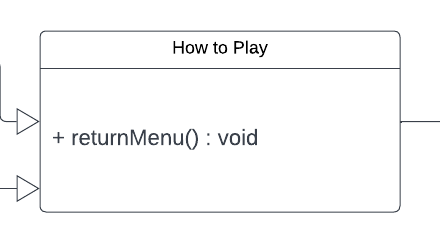 How to Play
+ returnMenu() : void